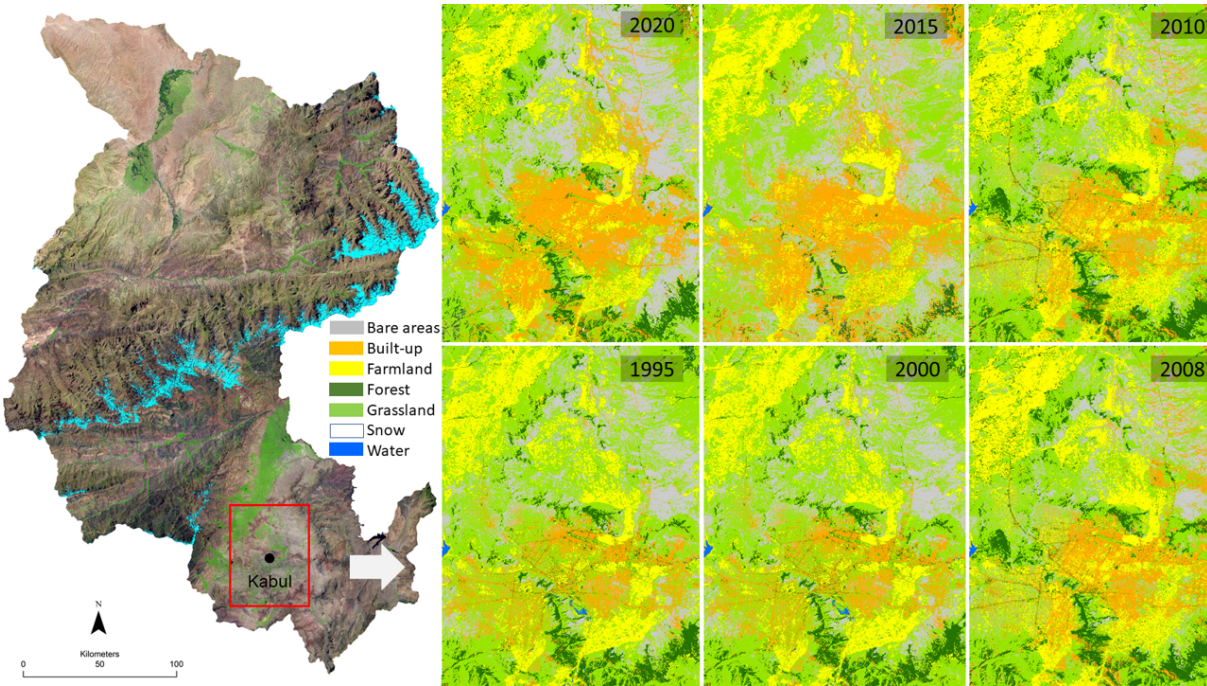 2020
2015
2010
Bare areas
Built-up
Farmland
Forest
Grassland
Snow
Water
1995
2000
2008
Kabul
N
Kilometers
0 50 100